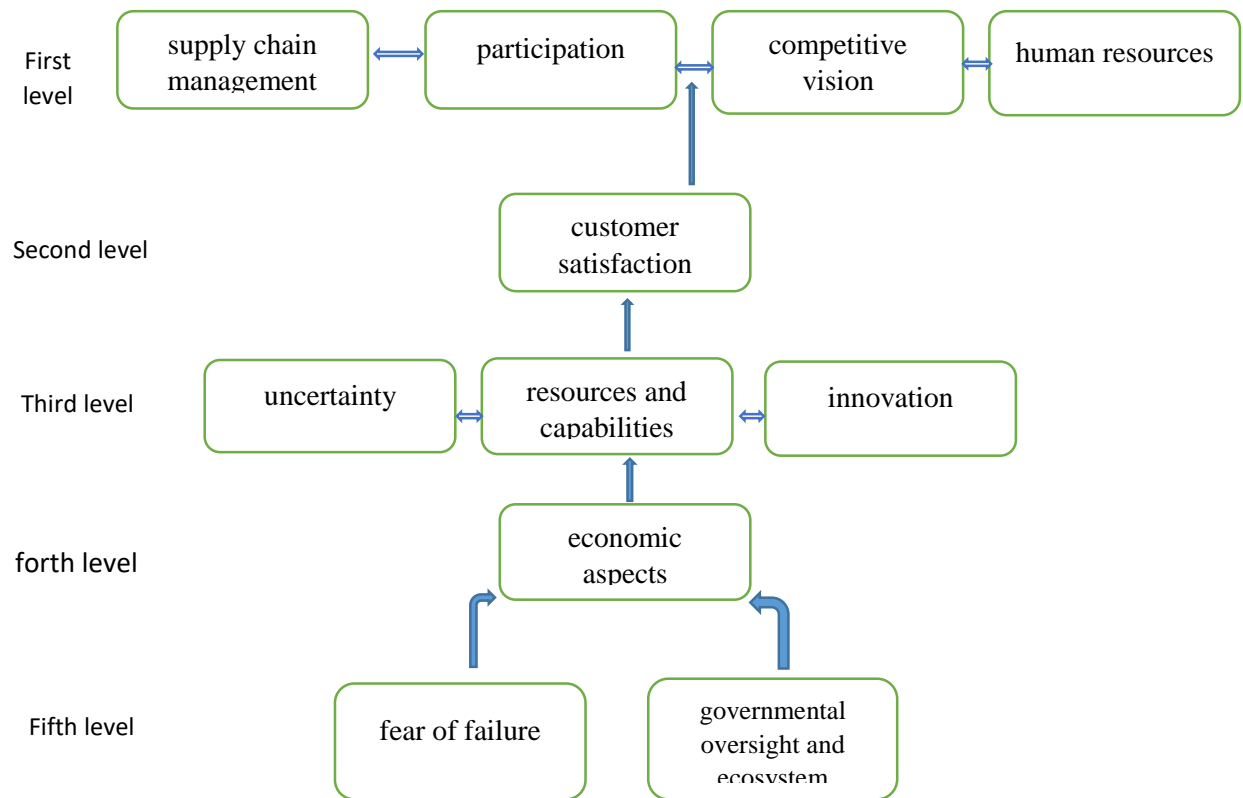 First
level
supply chain
management
participation
competitive
vision
human resources
Second level
customer
satisfaction
Third level
uncertainty
resources and
capabilities
innovation
forth level
economic
aspects
Fifth level
fear of failure
governmental
oversight and
ecosystem